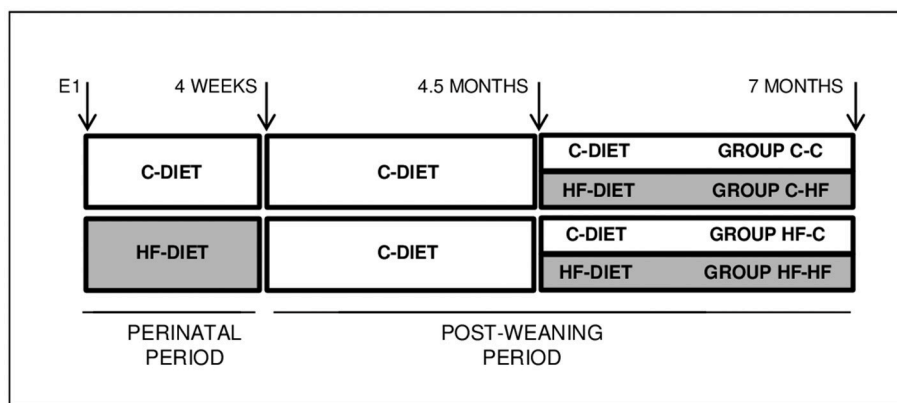 E1 4 WEEKS 4.5 MONTHS 7 MONTHS
C-DIET C-DIET C-DIET GROUP C-C
HF-DIET GROUP C-HF
HF-DIET C-DIET C-DIET GROUP HF-C
HF-DIET GROUP HF-HF
PERINATAL PERIOD
POST-WEANING PERIOD